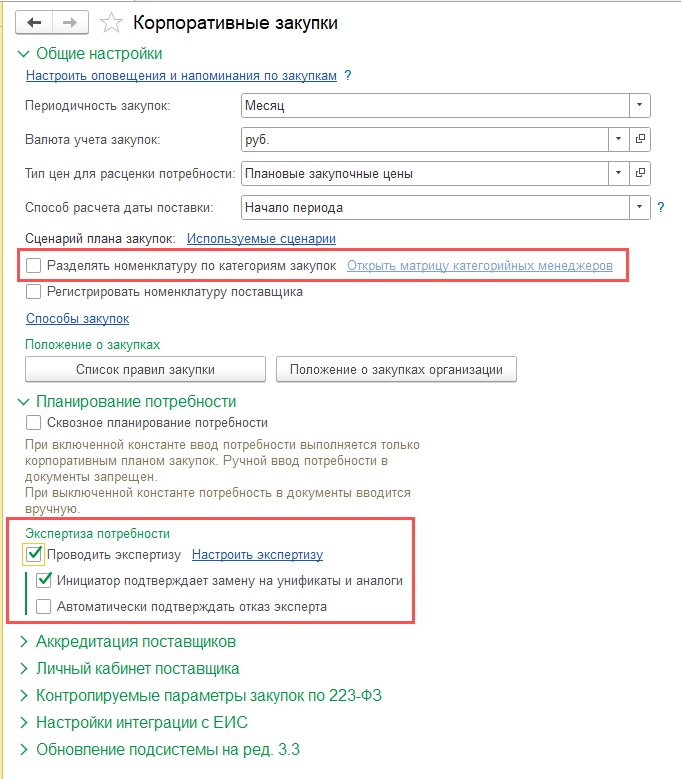 Корпоративные закупки
Общие настройки
Настроить оповещения и напоминания по закупкам ?
Периодичность закупок: Месяц
Валюта учета закупок: руб.
Тип цен для расценки потребности: Плановые закупочные цены
Способ расчета даты поставки: Начало периода ?
Сценарий плана закупок: Используемые сценарии
Разделять номенклатуру по категориям закупок Открыть матрицу категорийных менеджеров
Регистрировать номенклатуру поставщика
Способы закупок
Положение о закупках
Список правил закупки Положение о закупках организации
Планирование потребности
Сквозное планирование потребности
При включенной константе ввод потребности выполняется только
корпоративным планом закупок. Ручной ввод потребности в
документы запрещен.
При выключенной константе потребность в документы вводится
вручную.
Экспертиза потребности
Проводить экспертизу Настроить экспертизу
Инициатор подтверждает замену на унификаты и аналоги
Автоматически подтверждать отказ эксперта
Аккредитация поставщиков
Личный кабинет поставщика
Контролируемые параметры закупок по 223-ФЗ
Настройки интеграции с ЕИС
Обновление подсистемы на ред. 3.3